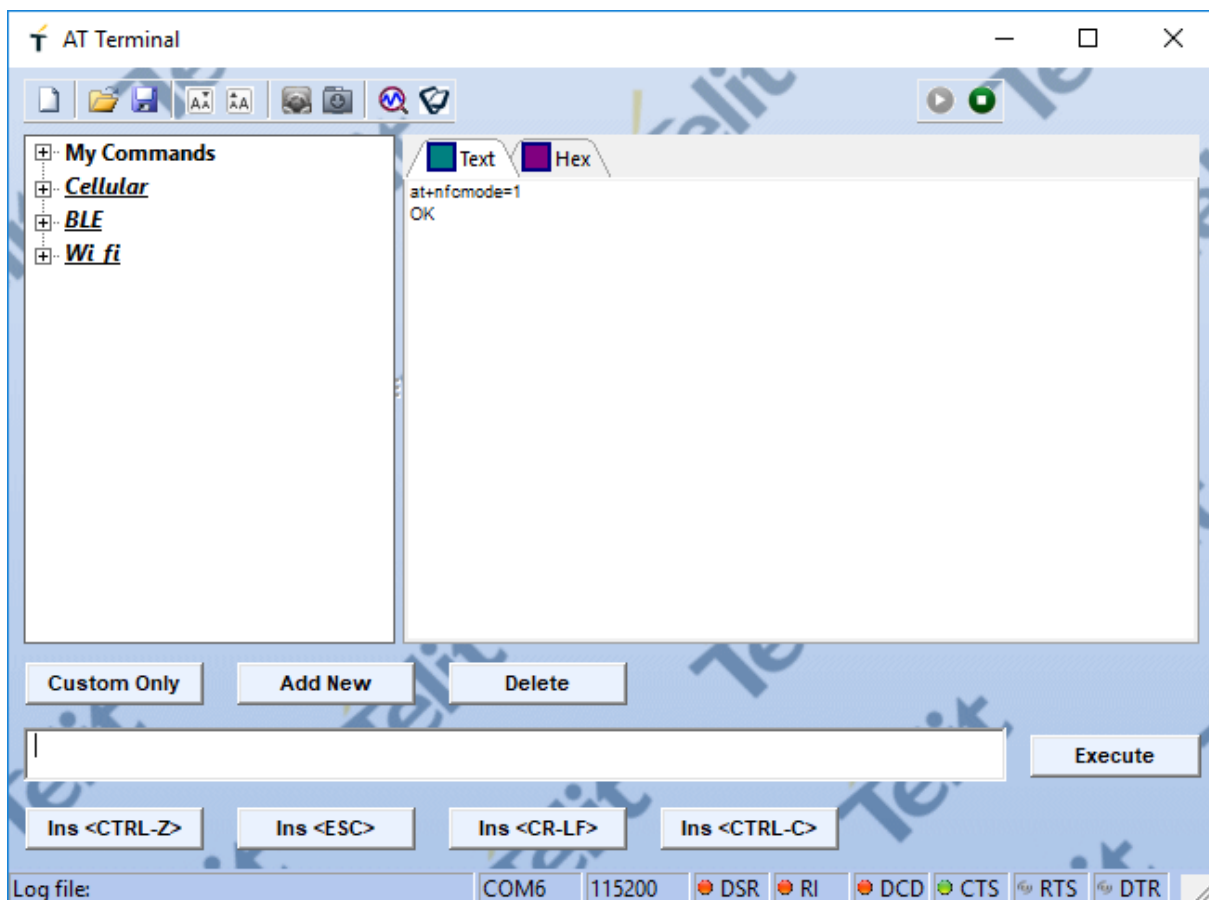 AT Terminal
My Commands
Cellular
BLE
Wi fi
Text Hex
at+nfcmode=1
OK
Custom Only Add New Delete
Execute
Ins <CTRL-Z> Ins <ESC> Ins <CR-LF> Ins <CTRL-C>
Log file: COM6 115200 DSR RI DCD CTS RTS DTR
Telit